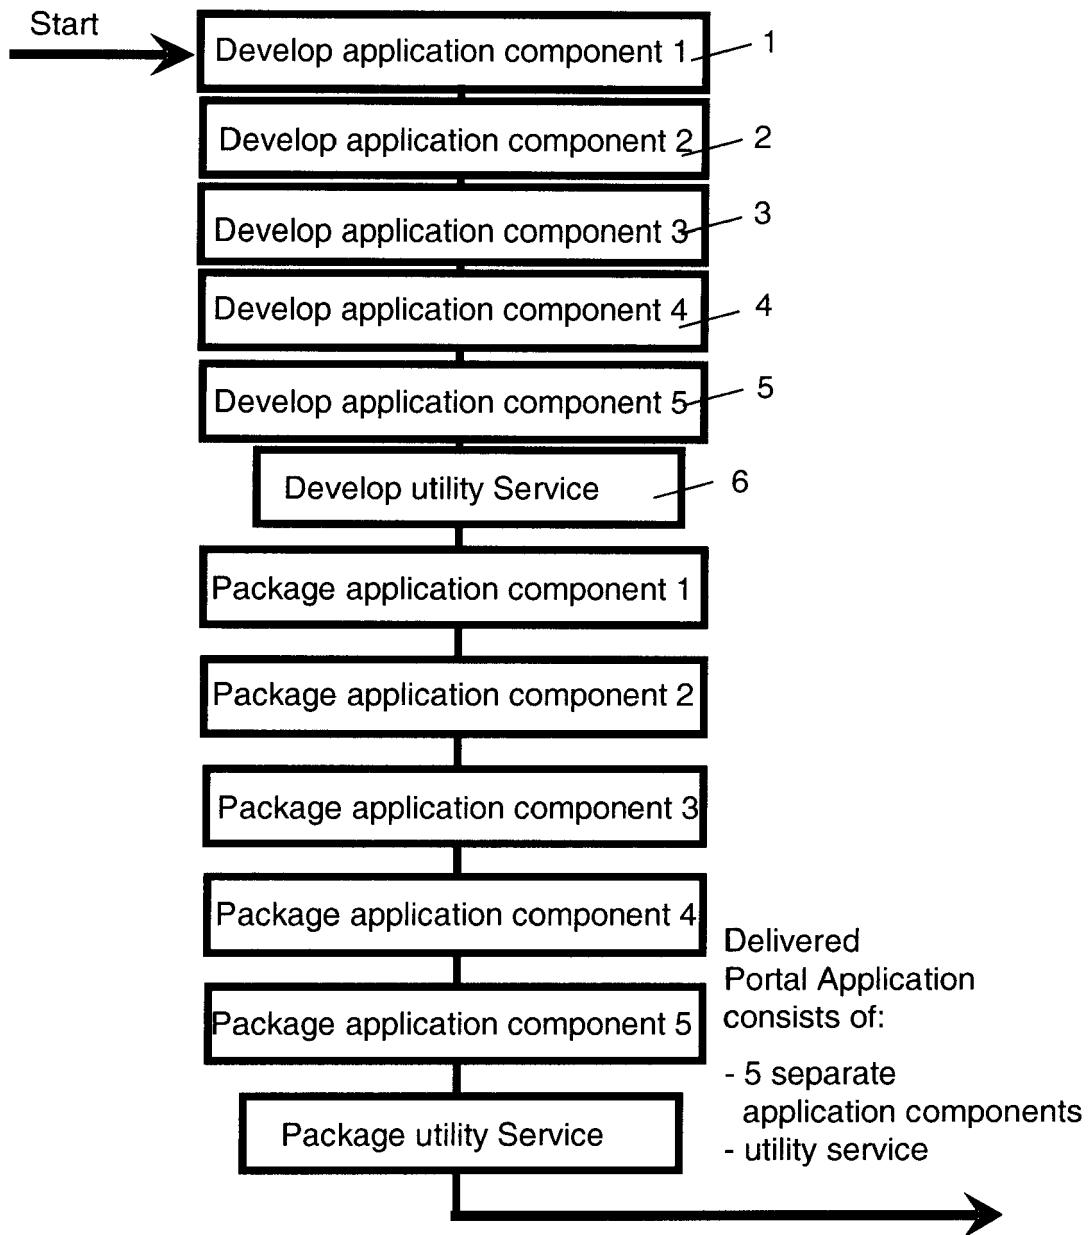 Start
Develop application component 1
1
Develop application component 2
2
Develop application component 3
3
Develop application component 4
4
Develop application component 5
5
Develop utility Service
6
Package application component 1
Package application component 2
Package application component 3
Package application component 4
Package application component 5
Package utility Service
Delivered
Portal Application
consists of:
- 5 separate
application components
- utility service